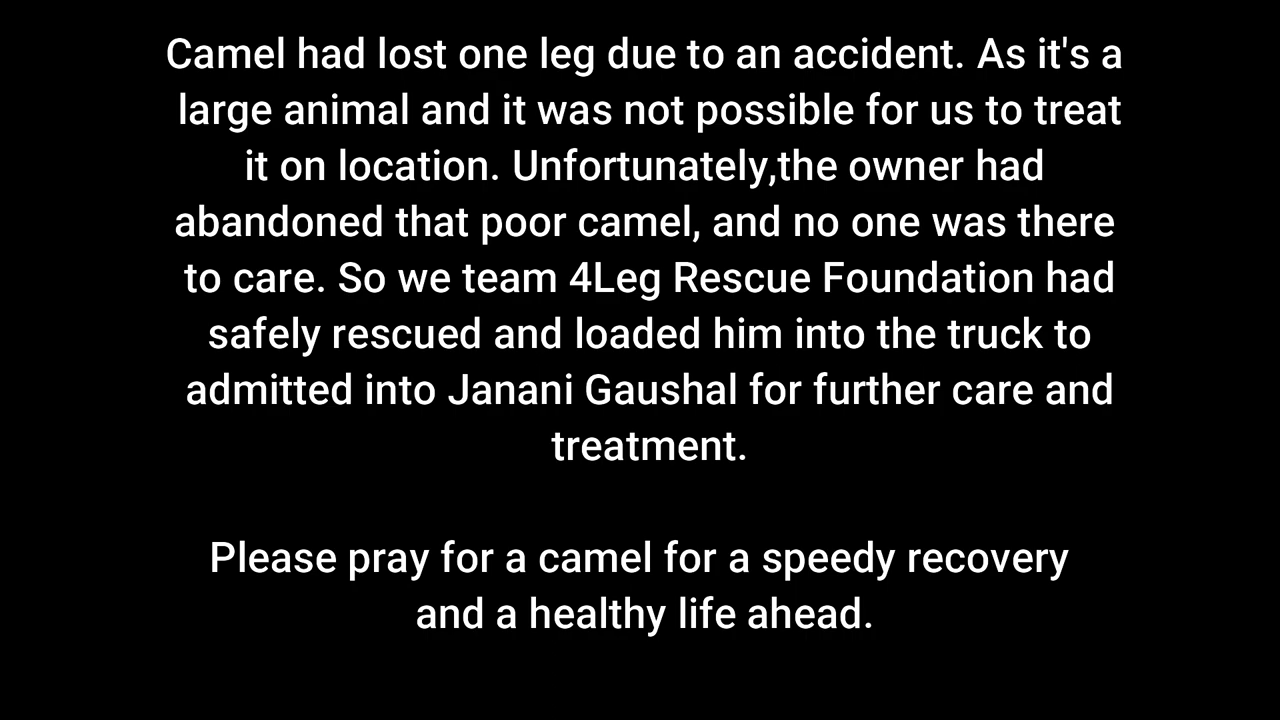 Camel had lost one leg due to an accident. As it's a
large animal and it was not possible for us to treat
it on location. Unfortunately,the owner had
abandoned that poor camel, and no one was there
to care. So we team 4Leg Rescue Foundation had
safely rescued and loaded him into the truck to
admitted into Janani Gaushal for further care and
treatment.
Please pray for a camel for a speedy recovery
and a healthy life ahead.